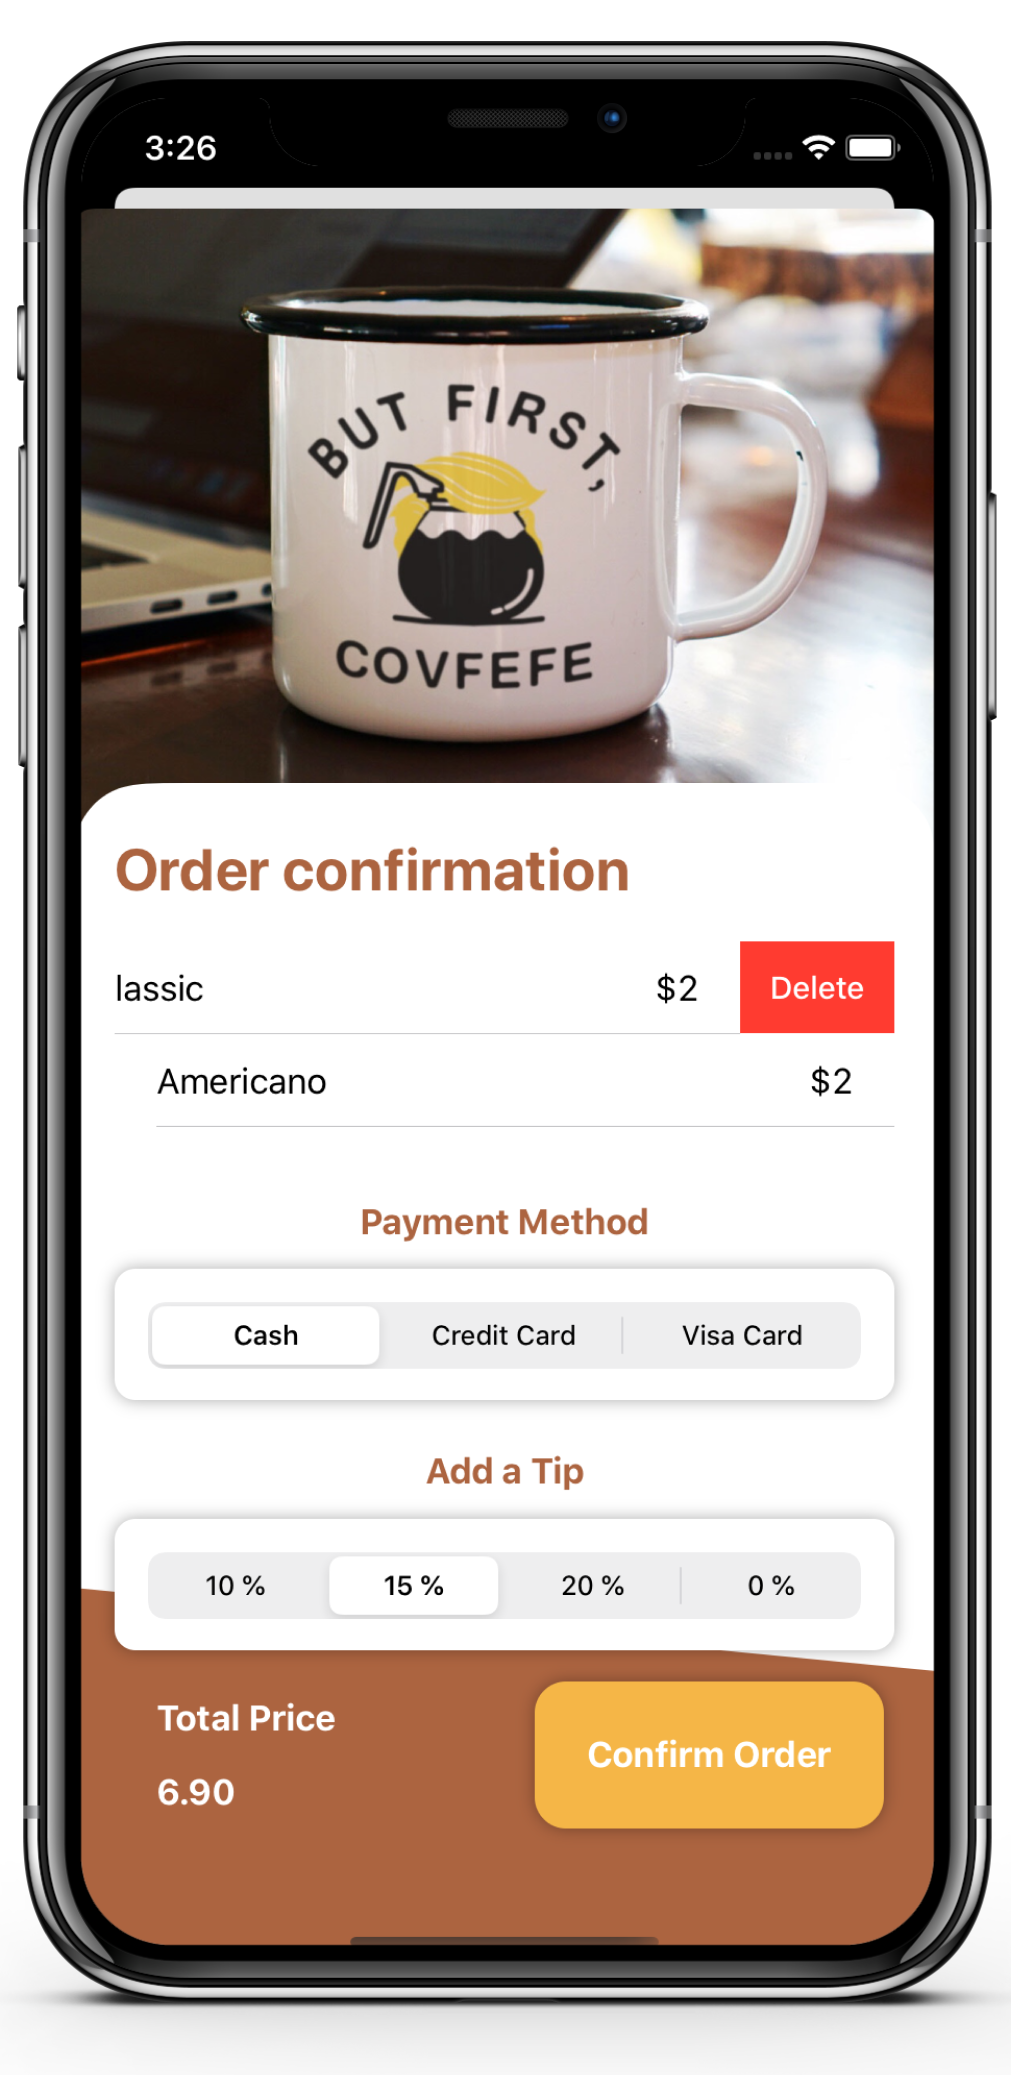 3:26
BUT FIRST,
COVFEFE
Order confirmation
lassic $2 Delete
Americano $2
Payment Method
Cash Credit Card Visa Card
Add a Tip
10 % 15 % 20 % 0 %
Total Price
6.90
Confirm Order